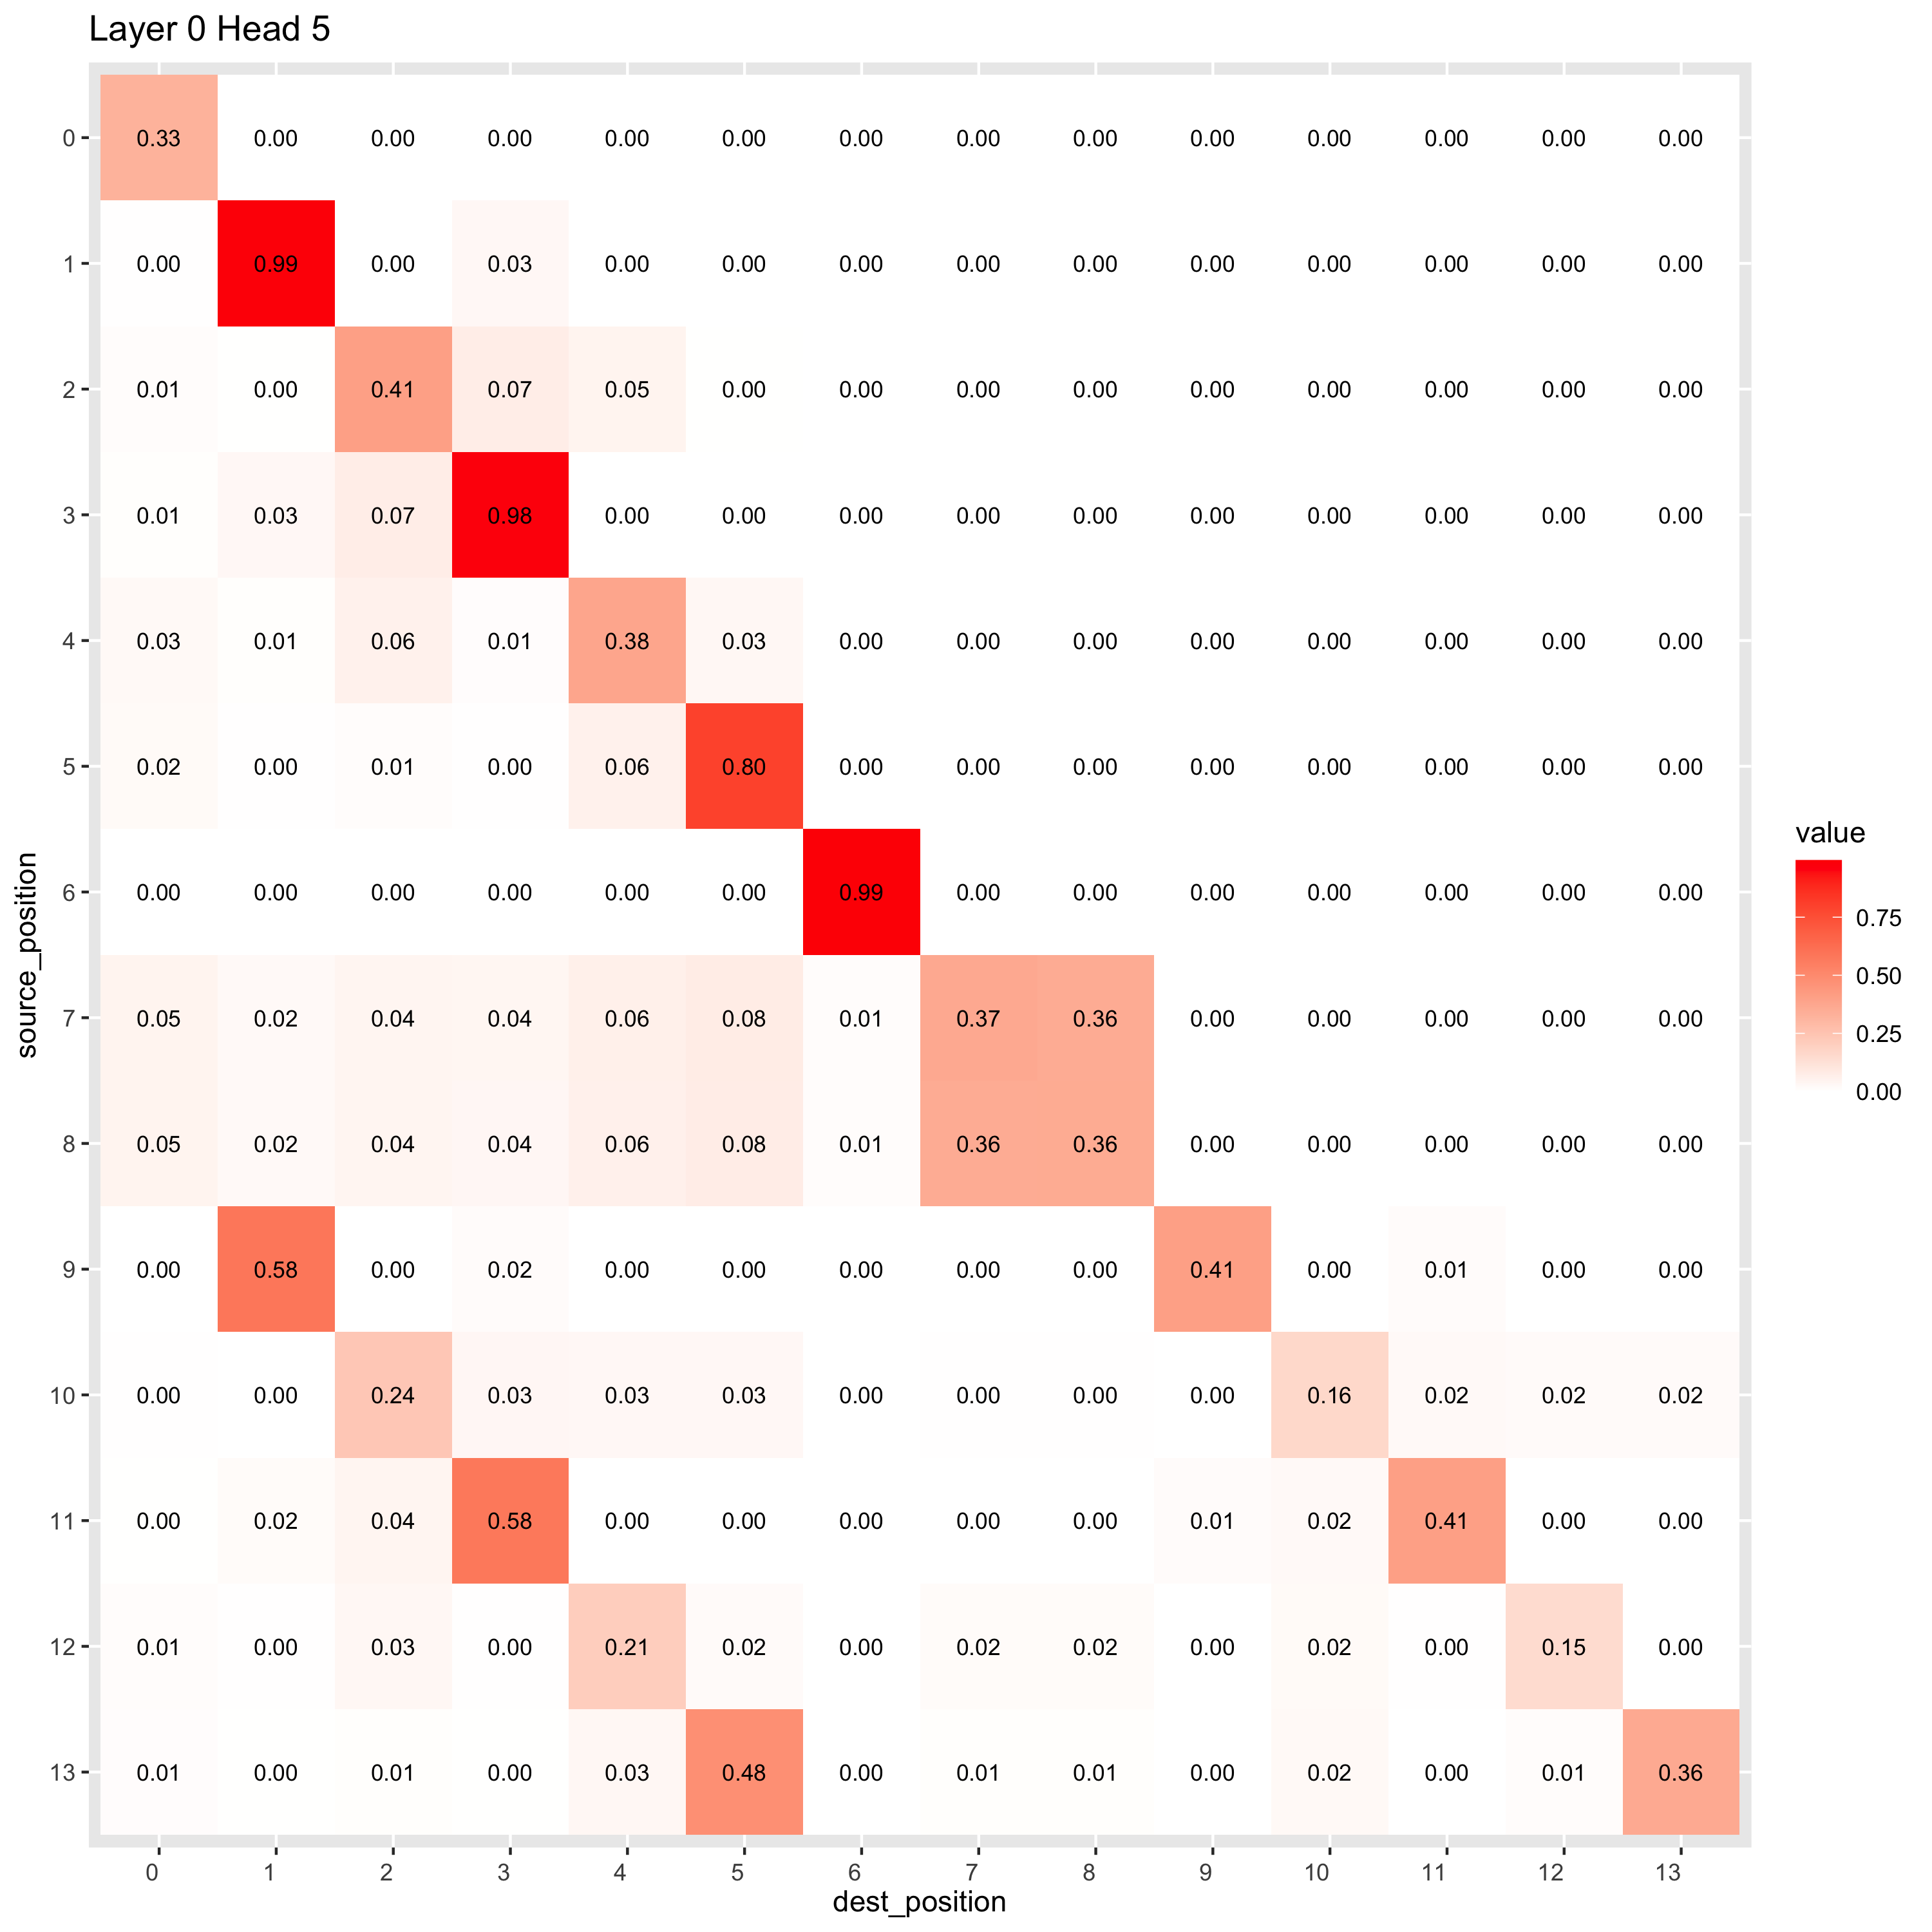 Layer 0 Head 5
0 0.33 0.00 0.00 0.00 0.00 0.00 0.00 0.00 0.00 0.00 0.00 0.00 0.00 0.00
1 0.00 0.99 0.00 0.03 0.00 0.00 0.00 0.00 0.00 0.00 0.00 0.00 0.00 0.00
2 0.01 0.00 0.41 0.07 0.05 0.00 0.00 0.00 0.00 0.00 0.00 0.00 0.00 0.00
3 0.01 0.03 0.07 0.98 0.00 0.00 0.00 0.00 0.00 0.00 0.00 0.00 0.00 0.00
4 0.03 0.01 0.06 0.01 0.38 0.03 0.00 0.00 0.00 0.00 0.00 0.00 0.00 0.00
5 0.02 0.00 0.01 0.00 0.06 0.80 0.00 0.00 0.00 0.00 0.00 0.00 0.00 0.00
6 0.00 0.00 0.00 0.00 0.00 0.00 0.99 0.00 0.00 0.00 0.00 0.00 0.00 0.00
7 0.05 0.02 0.04 0.04 0.06 0.08 0.01 0.37 0.36 0.00 0.00 0.00 0.00 0.00
8 0.05 0.02 0.04 0.04 0.06 0.08 0.01 0.36 0.36 0.00 0.00 0.00 0.00 0.00
9 0.00 0.58 0.00 0.02 0.00 0.00 0.00 0.00 0.00 0.41 0.00 0.01 0.00 0.00
10 0.00 0.00 0.24 0.03 0.03 0.03 0.00 0.00 0.00 0.00 0.16 0.02 0.02 0.02
11 0.00 0.02 0.04 0.58 0.00 0.00 0.00 0.00 0.00 0.01 0.02 0.41 0.00 0.00
12 0.01 0.00 0.03 0.00 0.21 0.02 0.00 0.02 0.02 0.00 0.02 0.00 0.15 0.00
13 0.01 0.00 0.01 0.00 0.03 0.48 0.00 0.01 0.01 0.00 0.02 0.00 0.01 0.36
0 1 2 3 4 5 6 7 8 9 10 11 12 13
dest_position
source_position
value
0.75
0.50
0.25
0.00